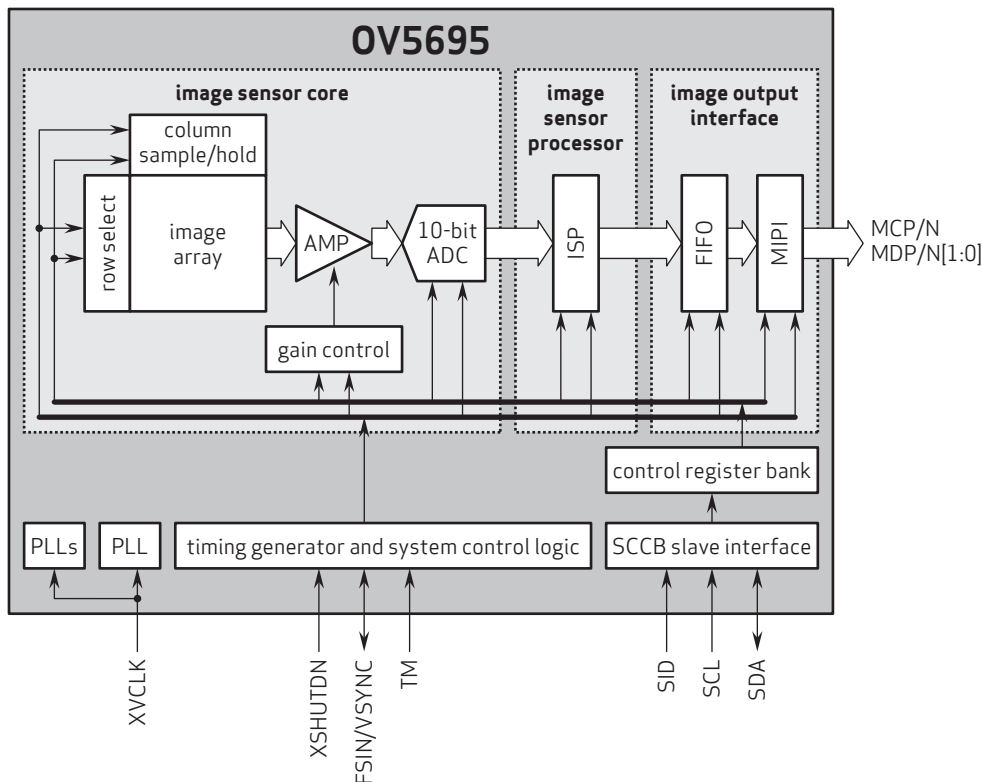 OV5695
image sensor core
image
sensor
processor
image output
interface
column
sample/hold
row select
image
array
AMP
10-bit
ADC
ISP
FIFO
MIPI
MCP/N
MDP/N[1:0]
gain control
control register bank
PLLs
PLL
timing generator and system control logic
SCCB slave interface
XVCLK
XSHUTDN
FSIN/VSYNC
TM
SID
SCL
SDA